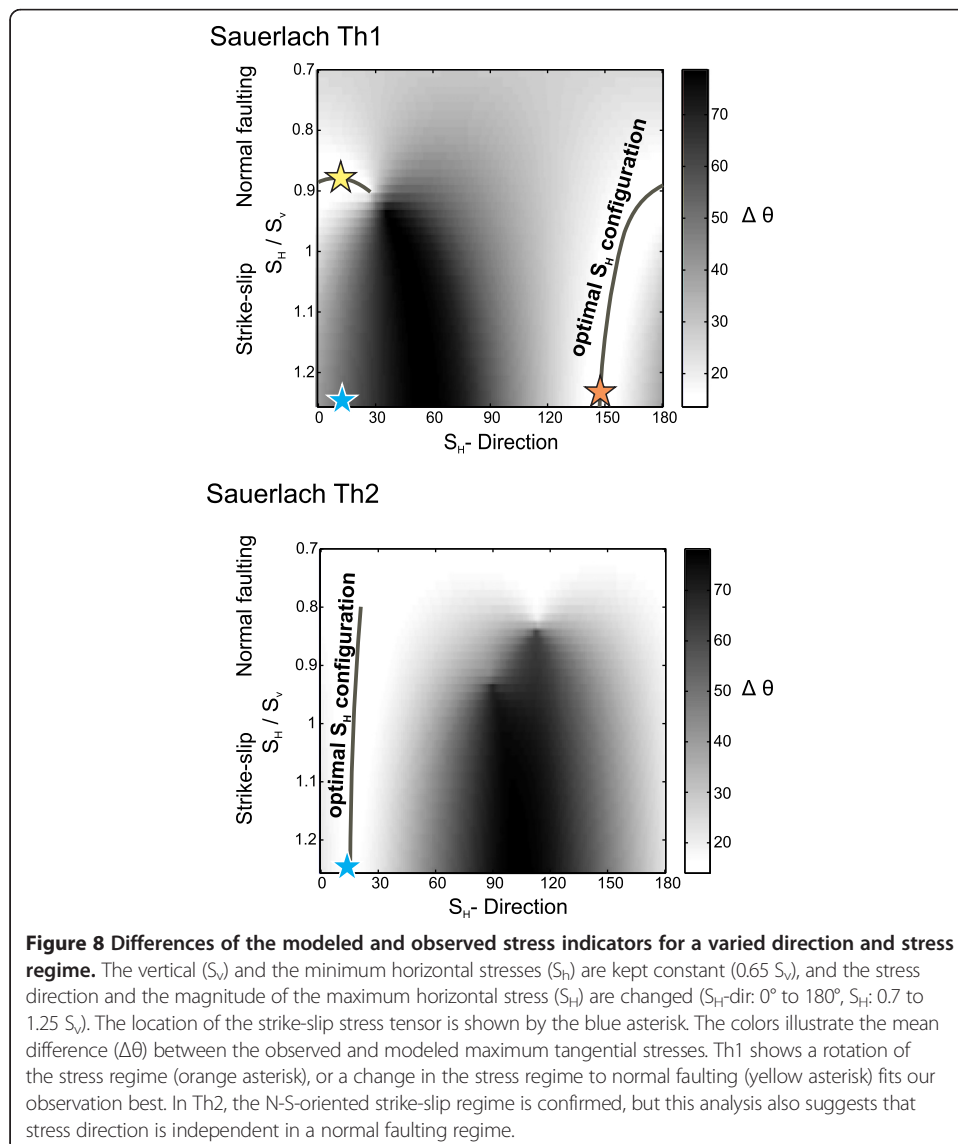 Sauerlach Th1
Normal faulting
Strike-slip
S_H / S_v
0.7
0.8
0.9
1
1.1
1.2
0 30 60 90 120 150 180
S_H- Direction
optimal S_H configuration
70
60
50
40
30
20
Δ θ
Sauerlach Th2
Normal faulting
Strike-slip
S_H / S_v
0.7
0.8
0.9
1
1.1
1.2
0 30 60 90 120 150 180
S_H- Direction
optimal S_H configuration
70
60
50
40
30
20
Δ θ
Figure 8 Differences of the modeled and observed stress indicators for a varied direction and stress
regime. The vertical (Sv) and the minimum horizontal stresses (Sh) are kept constant (0.65 Sv), and the stress
direction and the magnitude of the maximum horizontal stress (SH) are changed (SH-dir: 0° to 180°, SH: 0.7 to
1.25 Sv). The location of the strike-slip stress tensor is shown by the blue asterisk. The colors illustrate the mean
difference (Δθ) between the observed and modeled maximum tangential stresses. Th1 shows a rotation of
the stress regime (orange asterisk), or a change in the stress regime to normal faulting (yellow asterisk) fits our
observation best. In Th2, the N-S-oriented strike-slip regime is confirmed, but this analysis also suggests that
stress direction is independent in a normal faulting regime.